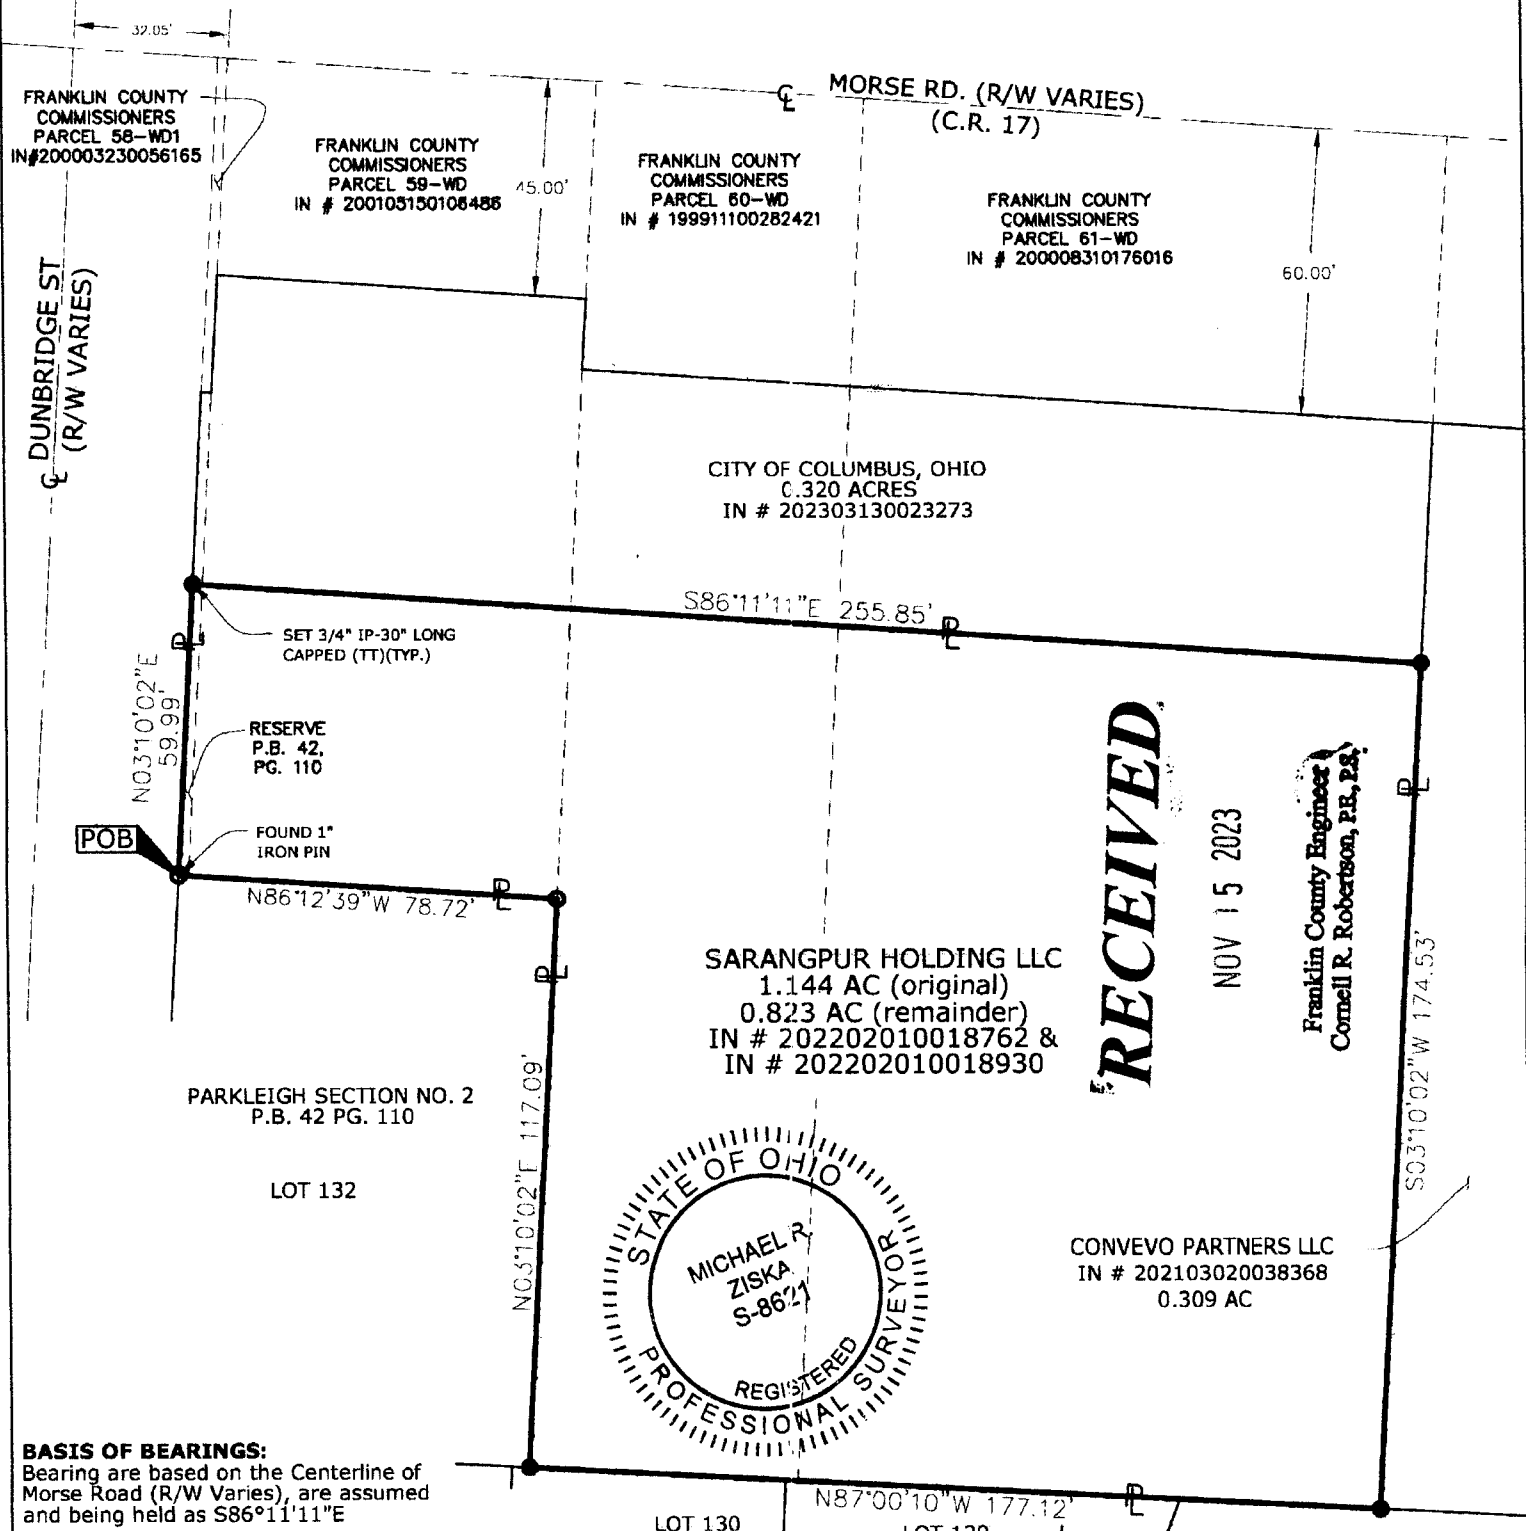 32.05'
FRANKLIN COUNTY
COMMISSIONERS
PARCEL 58-WD1
IN#200003230056165
FRANKLIN COUNTY
COMMISSIONERS
PARCEL 59-WD
IN # 200105150106486
45.00'
FRANKLIN COUNTY
COMMISSIONERS
PARCEL 60-WD
IN # 199911100282421
℄ MORSE RD. (R/W VARIES)
(C.R. 17)
FRANKLIN COUNTY
COMMISSIONERS
PARCEL 61-WD
IN # 200008310176016
60.00'
℄ DUNBRIDGE ST
(R/W VARIES)
CITY OF COLUMBUS, OHIO
0.320 ACRES
IN # 202303130023273
S86°11'11"E 255.85'
PL
SET 3/4" IP-30" LONG
CAPPED (TT)(TYP.)
PL
N03°10'02"E
59.99'
RESERVE
P.B. 42,
PG. 110
POB
FOUND 1"
IRON PIN
N86°12'39"W 78.72'
PL
PL
RECEIVED
NOV 15 2023
Franklin County Engineer
Cornell R. Robertson, P.E., P.S.
PL
SARANGPUR HOLDING LLC
1.144 AC (original)
0.823 AC (remainder)
IN # 202202010018762 &
IN # 202202010018930
S03°10'02"W 174.53'
PARKLEIGH SECTION NO. 2
P.B. 42 PG. 110
LOT 132
N03°10'02"E 117.09'
STATE OF OHIO
MICHAEL R.
ZISKA
S-8621
REGISTERED
PROFESSIONAL SURVEYOR
CONVEVO PARTNERS LLC
IN # 202103020038368
0.309 AC
BASIS OF BEARINGS:
Bearing are based on the Centerline of
Morse Road (R/W Varies), are assumed
and being held as S86°11'11"E
N87°00'10"W 177.12'
PL
LOT 130